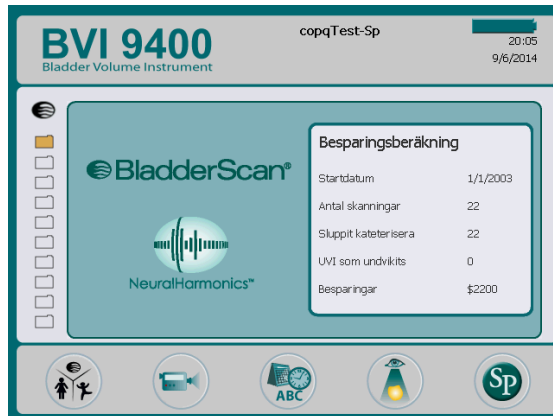 BVI 9400
Bladder Volume Instrument
copqTest-Sp
20:05
9/6/2014
BladderScan®
NeuralHarmonics™
Besparingsberäkning
Startdatum 1/1/2003
Antal skanningar 22
Sluppit kateterisera 22
UVI som undvikits 0
Besparingar $2200
ABC
Sp